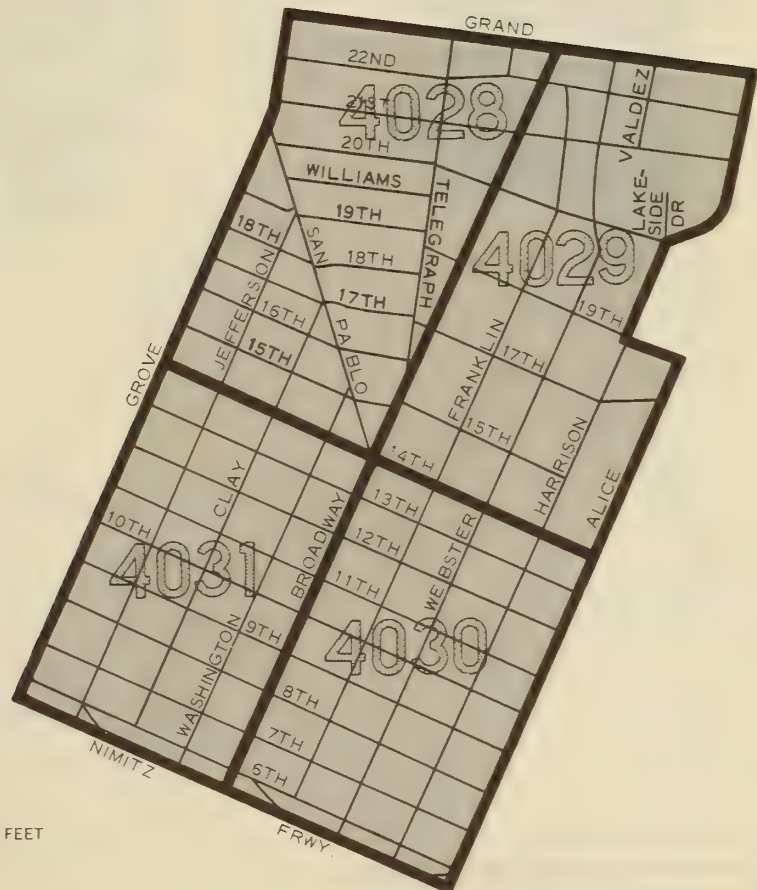 GRAND
22ND
VALDEZ
21ST
4028
20TH
WILLIAMS
TELEGRAPH
LAKE-
SIDE
DR
19TH
18TH
SAN PABLO
18TH
4029
JEFFERSON
17TH
19TH
16TH
FRANKLIN
17TH
15TH
GROVE
15TH
HARRISON
14TH
ALICE
CLAY
BROADWAY
13TH
10TH
12TH
WEBSTER
4031
11TH
WASHINGTON
9TH
4030
8TH
7TH
NIMITZ
6TH
FEET
FRWY.